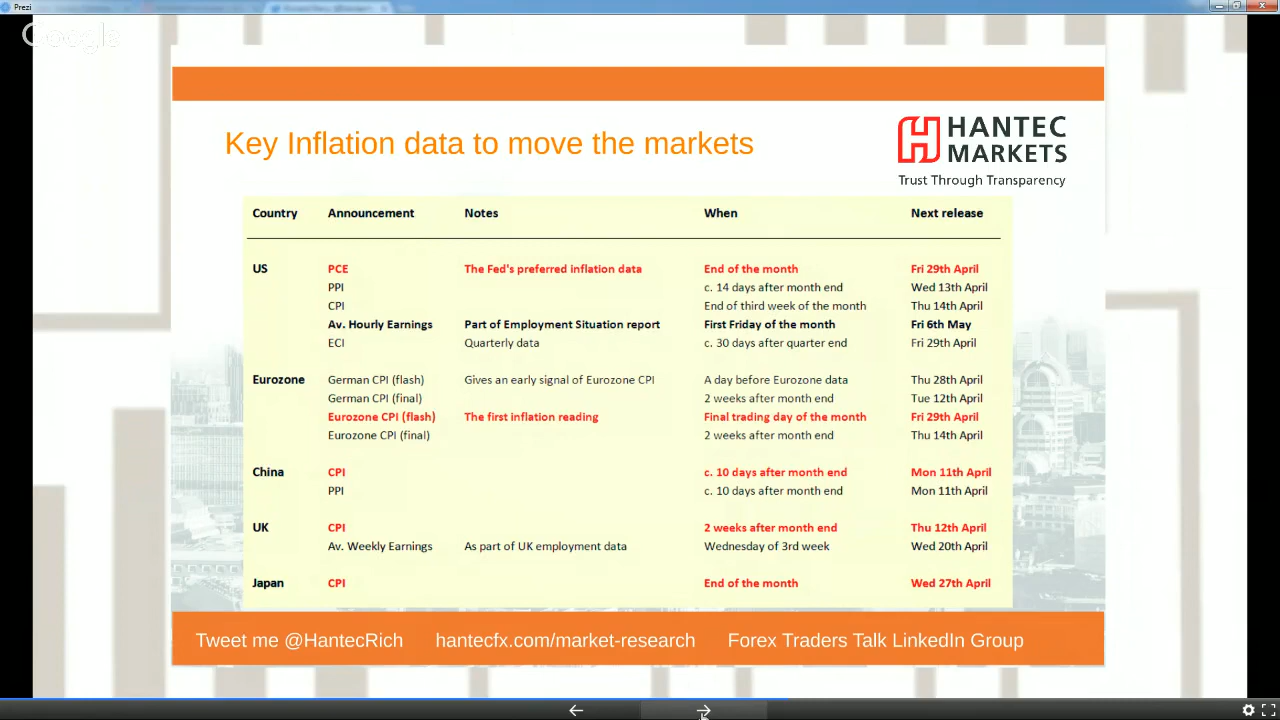 Prezi
Google
Key Inflation data to move the markets
HANTEC
MARKETS
Trust Through Transparency
Country Announcement Notes When Next release
US PCE The Fed's preferred inflation data End of the month Fri 29th April
PPI c. 14 days after month end Wed 13th April
CPI End of third week of the month Thu 14th April
Av. Hourly Earnings Part of Employment Situation report First Friday of the month Fri 6th May
ECI Quarterly data c. 30 days after quarter end Fri 29th April
Eurozone German CPI (flash) Gives an early signal of Eurozone CPI A day before Eurozone data Thu 28th April
German CPI (final) 2 weeks after month end Tue 12th April
Eurozone CPI (flash) The first inflation reading Final trading day of the month Fri 29th April
Eurozone CPI (final) 2 weeks after month end Thu 14th April
China CPI c. 10 days after month end Mon 11th April
PPI c. 10 days after month end Mon 11th April
UK CPI 2 weeks after month end Thu 12th April
Av. Weekly Earnings As part of UK employment data Wednesday of 3rd week Wed 20th April
Japan CPI End of the month Wed 27th April
Tweet me @HantecRich hantecfx.com/market-research Forex Traders Talk LinkedIn Group